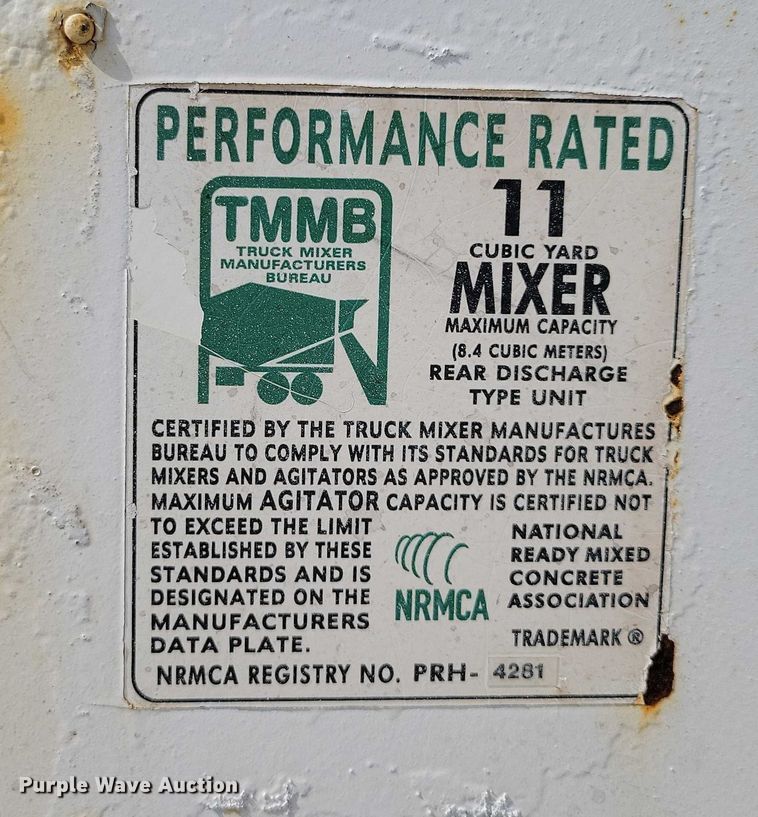 PERFORMANCE RATED
TMMB
TRUCK MIXER
MANUFACTURERS
BUREAU
11
CUBIC YARD
MIXER
MAXIMUM CAPACITY
(8.4 CUBIC METERS)
REAR DISCHARGE
TYPE UNIT
CERTIFIED BY THE TRUCK MIXER MANUFACTURES
BUREAU TO COMPLY WITH ITS STANDARDS FOR TRUCK
MIXERS AND AGITATORS AS APPROVED BY THE NRMCA.
MAXIMUM AGITATOR CAPACITY IS CERTIFIED NOT
TO EXCEED THE LIMIT
ESTABLISHED BY THESE
STANDARDS AND IS
DESIGNATED ON THE
MANUFACTURERS
DATA PLATE.
NRMCA
NATIONAL
READY MIXED
CONCRETE
ASSOCIATION
TRADEMARK ®
NRMCA REGISTRY NO. PRH- 4281
Purple Wave Auction